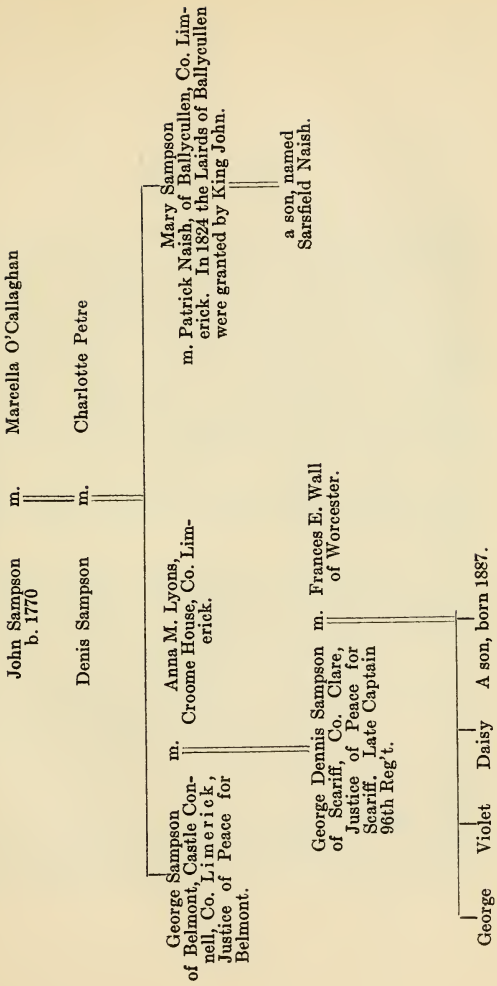 John Sampson m. Marcella O'Callaghan
b. 1770
Denis Sampson m. Charlotte Petre
George Sampson
of Belmont, Castle Con-
nell, Co. Limerick,
Justice of Peace for
Belmont.
m.
Anna M. Lyons,
Croome House, Co. Lim-
erick.
Mary Sampson
m. Patrick Naish, of Ballycullen, Co. Lim-
erick. In 1824 the Lairds of Ballycullen
were granted by King John.
George Dennis Sampson
of Scariff, Co. Clare,
Justice of Peace for
Scariff. Late Captain
96th Reg't.
m.
Frances E. Wall
of Worcester.
a son, named
Sarsfield Naish.
George Violet Daisy A son, born 1887.